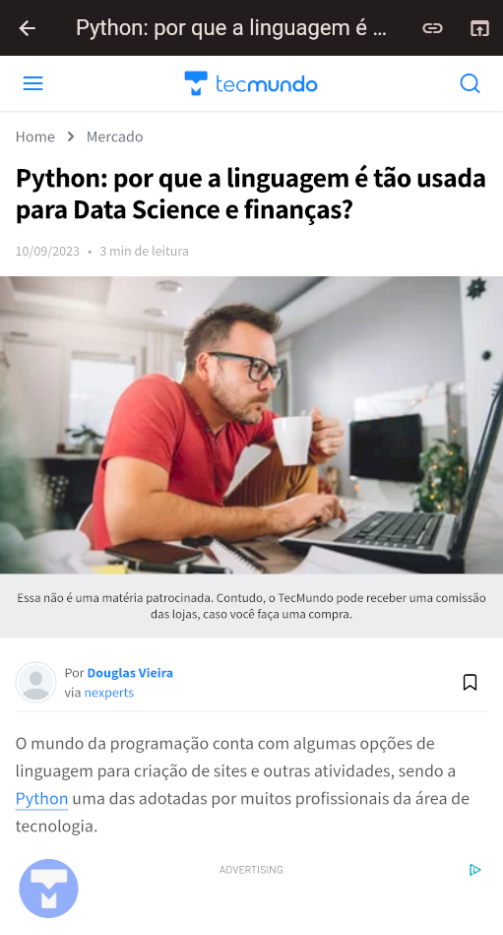 Python: por que a linguagem é ...
tecmundo
Home > Mercado
Python: por que a linguagem é tão usada
para Data Science e finanças?
10/09/2023 • 3 min de leitura
Essa não é uma matéria patrocinada. Contudo, o TecMundo pode receber uma comissão
das lojas, caso você faça uma compra.
Por Douglas Vieira
via nexperts
O mundo da programação conta com algumas opções de
linguagem para criação de sites e outras atividades, sendo a
Python uma das adotadas por muitos profissionais da área de
tecnologia.
ADVERTISING